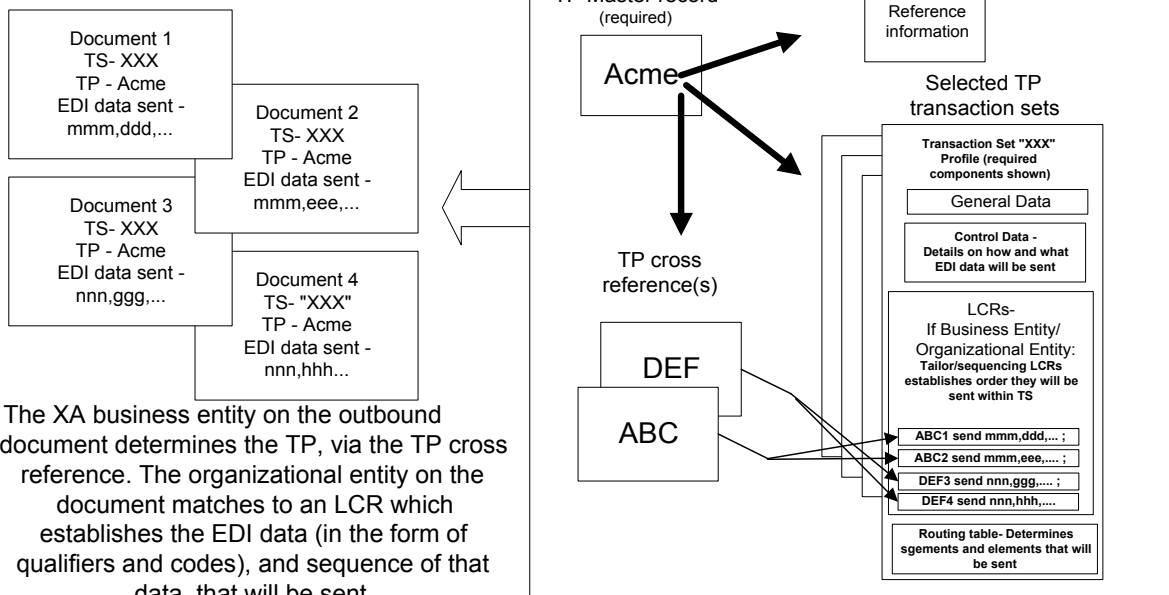 Document 1
TS- XXX
TP - Acme
EDI data sent -
mmm,ddd,...
Document 2
TS- XXX
TP - Acme
EDI data sent -
mmm,eee,...
Document 3
TS- XXX
TP - Acme
EDI data sent -
nnn,ggg,...
Document 4
TS- "XXX"
TP - Acme
EDI data sent -
nnn,hhh...
The XA business entity on the outbound
document determines the TP, via the TP cross
reference. The organizational entity on the
document matches to an LCR which
establishes the EDI data (in the form of
qualifiers and codes), and sequence of that
data, that will be sent
TP Master record
(required)
Acme
Reference
information
TP cross
reference(s)
DEF
ABC
Selected TP
transaction sets
Transaction Set "XXX"
Profile (required
components shown)
General Data
Control Data -
Details on how and what
EDI data will be sent
LCRs-
If Business Entity/
Organizational Entity:
Tailor/sequencing LCRs
establishes order they will be
sent within TS
ABC1 send mmm,ddd,... ;
ABC2 send mmm,eee,.... ;
DEF3 send nnn,ggg,.... ;
DEF4 send nnn,hhh,....
Routing table- Determines
sgements and elements that will
be sent